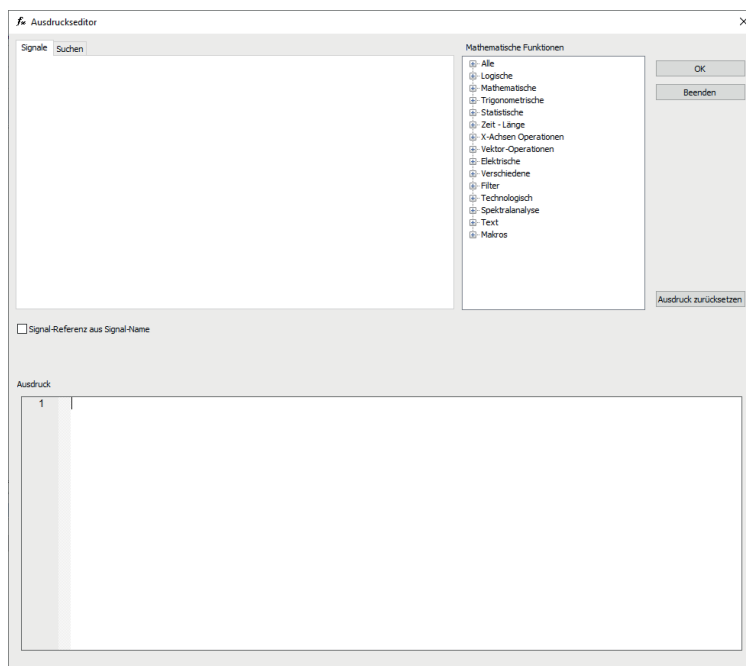 fx Ausdruckseditor
Signale Suchen
Mathematische Funktionen
Alle
Logische
Mathematische
Trigonometrische
Statistische
Zeit - Länge
X-Achsen Operationen
Vektor-Operationen
Elektrische
Verschiedene
Filter
Technologisch
Spektralanalyse
Text
Makros
OK
Beenden
Ausdruck zurücksetzen
Signal-Referenz aus Signal-Name
Ausdruck
1